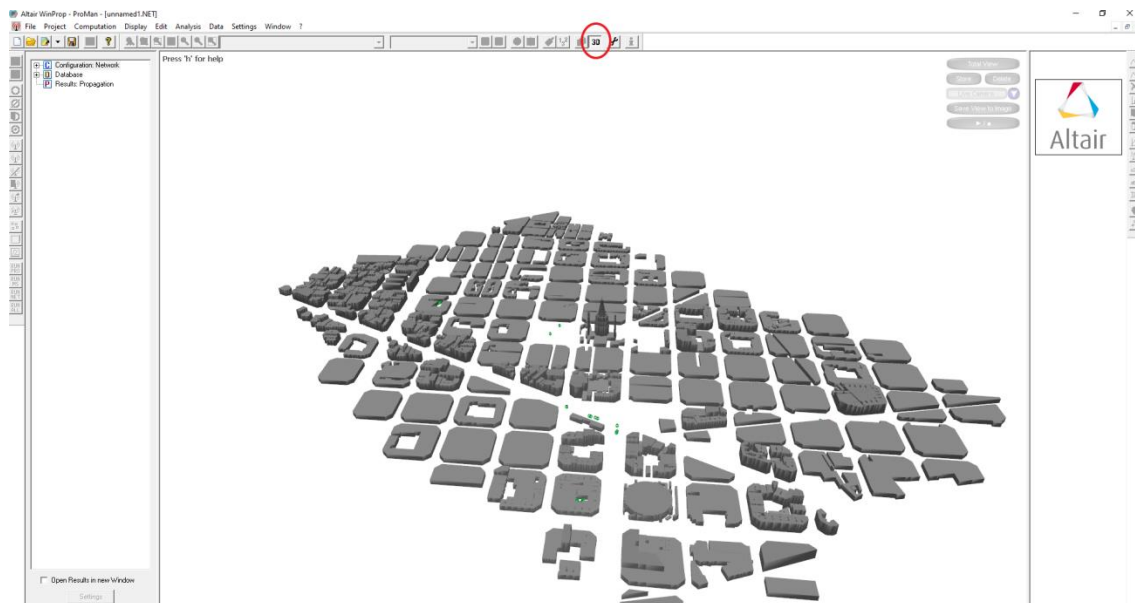 Altair WinProp - ProMan - [unnamed1.NET]
File Project Computation Display Edit Analysis Data Settings Window ?
3D
Configuration: Network
Database
Results: Propagation
Press 'h' for help
Total View
Store Delete
Save View to Image
Altair
Open Results in new Window
Settings